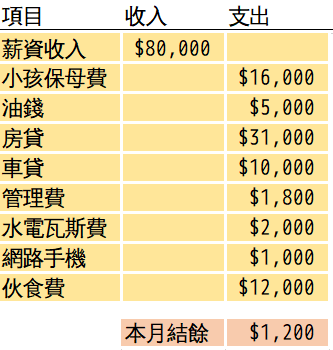 項目 收入 支出
薪資收入 $80,000
小孩保母費 $16,000
油錢 $5,000
房貸 $31,000
車貸 $10,000
管理費 $1,800
水電瓦斯費 $2,000
網路手機 $1,000
伙食費 $12,000
本月結餘 $1,200